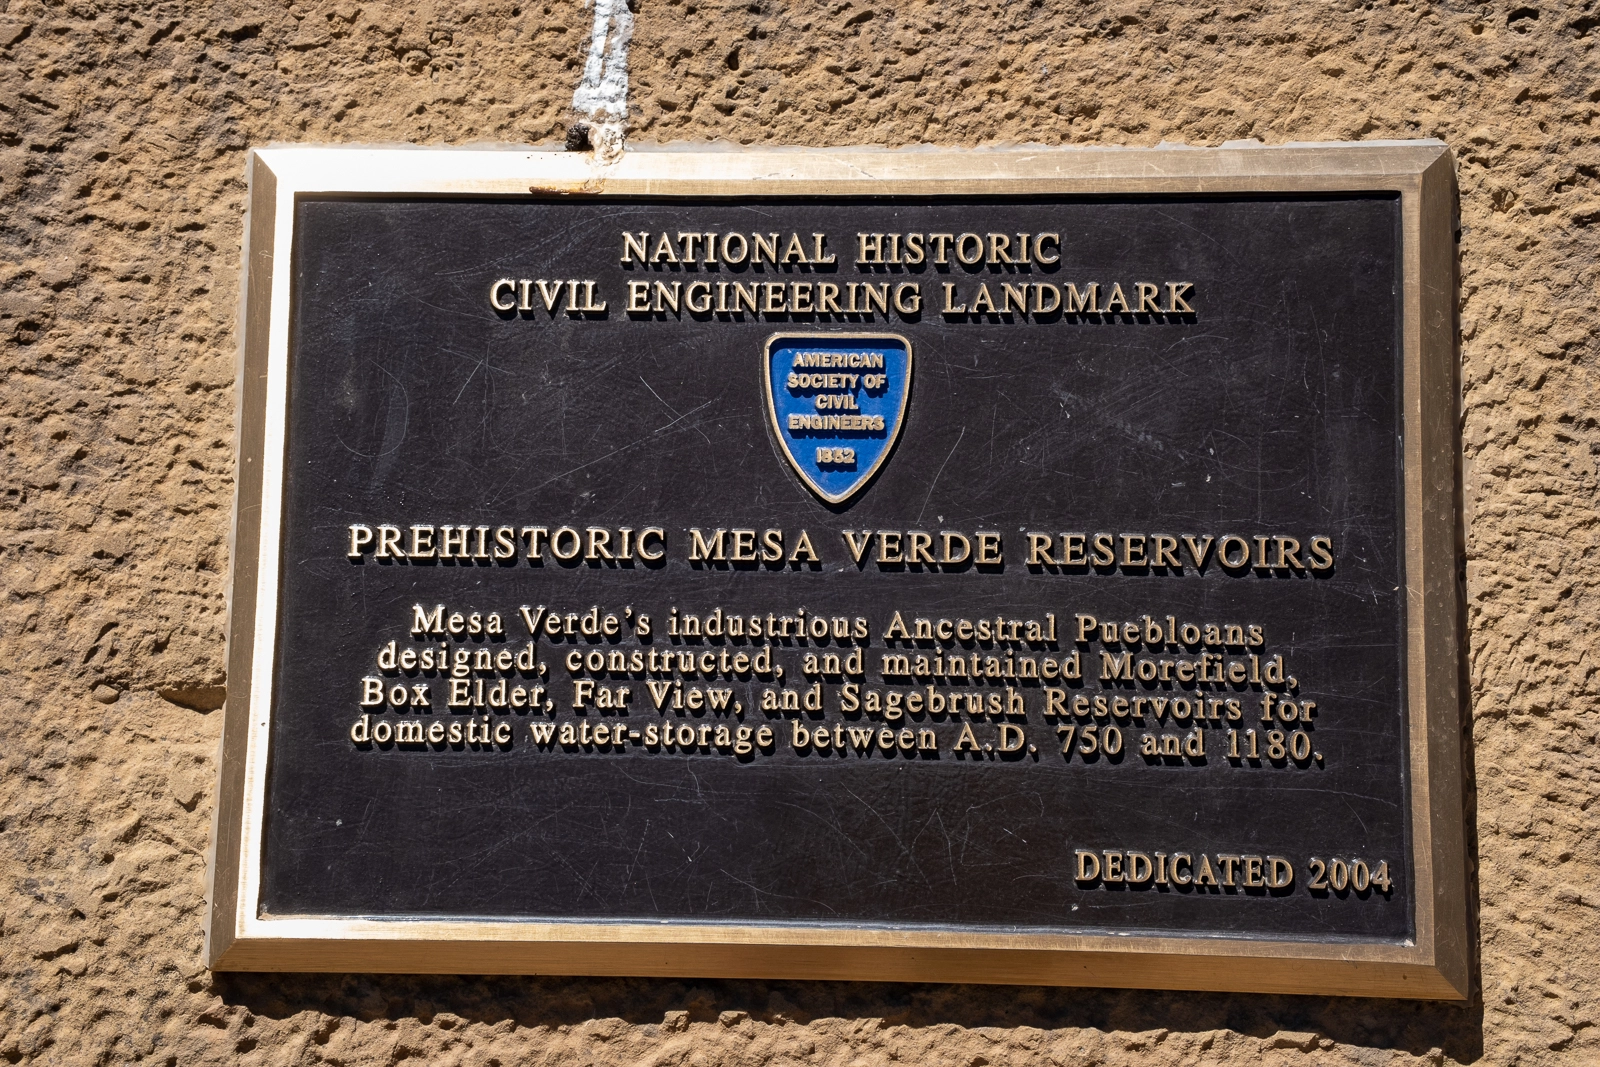 NATIONAL HISTORIC
CIVIL ENGINEERING LANDMARK
AMERICAN
SOCIETY OF
CIVIL
ENGINEERS
1852
PREHISTORIC MESA VERDE RESERVOIRS
Mesa Verde's industrious Ancestral Puebloans
designed, constructed, and maintained Morefield,
Box Elder, Far View, and Sagebrush Reservoirs for
domestic water-storage between A.D. 750 and 1180.
DEDICATED 2004